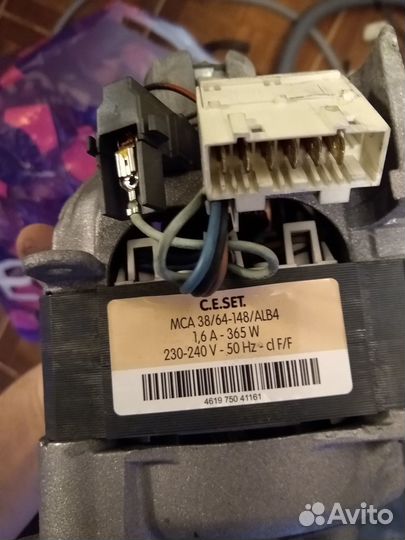 C.E.SET.
MCA 38/64-148/ALB4
1,6 A - 365 W
230-240 V - 50 Hz - cl F/F
4619 750 41161
Avito